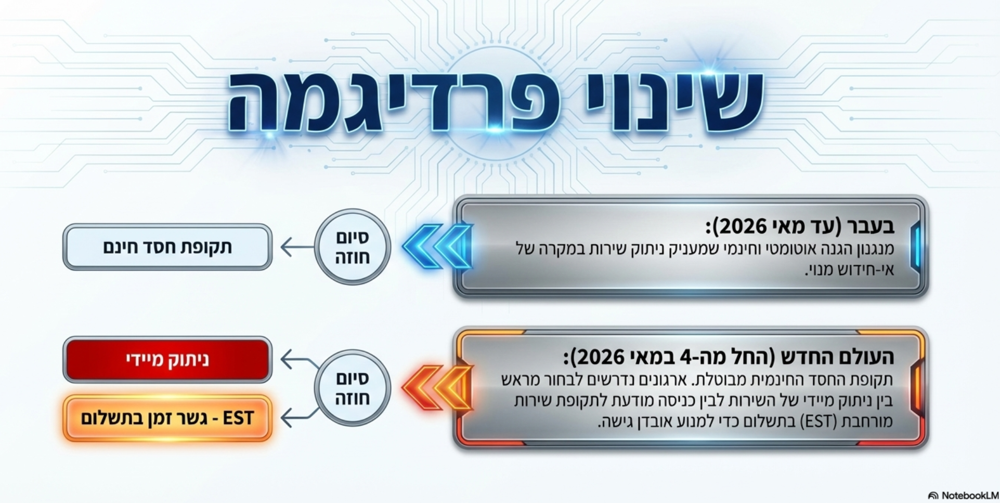 שינוי פרדיגמה
בעבר (עד מאי 2026):
מנגנון הגנה אוטומטי וחינמי שמעניק ניתוק שירות במקרה של
אי-חידוש מנוי.
סיום
חוזה
תקופת חסד חינם
העולם החדש (החל מה-4 במאי 2026):
תקופת החסד החינמית מבוטלת. ארגונים נדרשים לבחור מראש
בין ניתוק מיידי של השירות לבין כניסה מודעת לתקופת שירות
מורחבת (EST) בתשלום כדי למנוע אובדן גישה.
סיום
חוזה
ניתוק מיידי
EST - גשר זמן בתשלום
NotebookLM